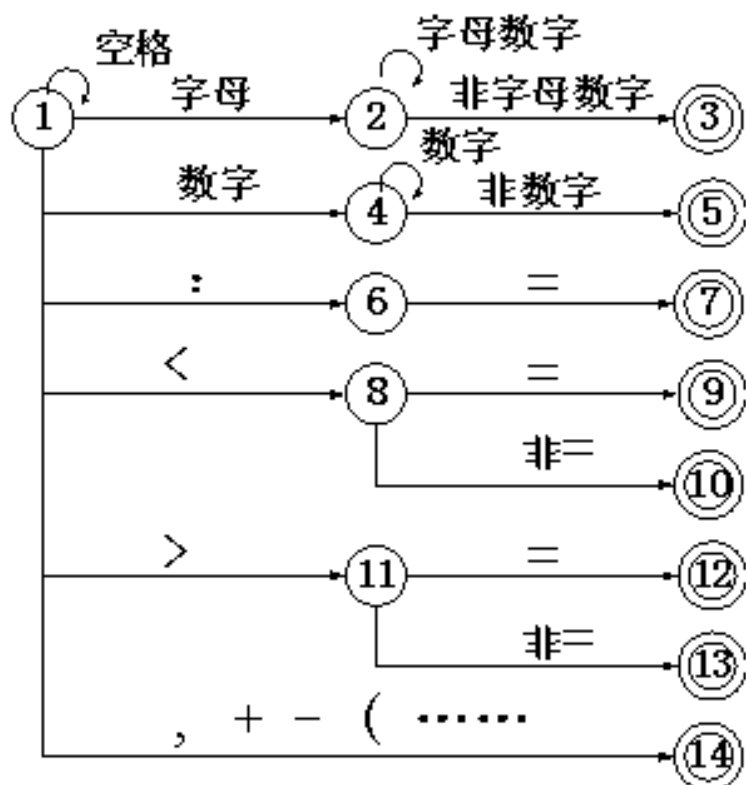 空格
字母数字
1 字母 2 非字母数字 3
数字
数字 4 非数字 5
: 6 = 7
< 8 = 9
非= 10
> 11 = 12
非= 13
, + - ( …… 14